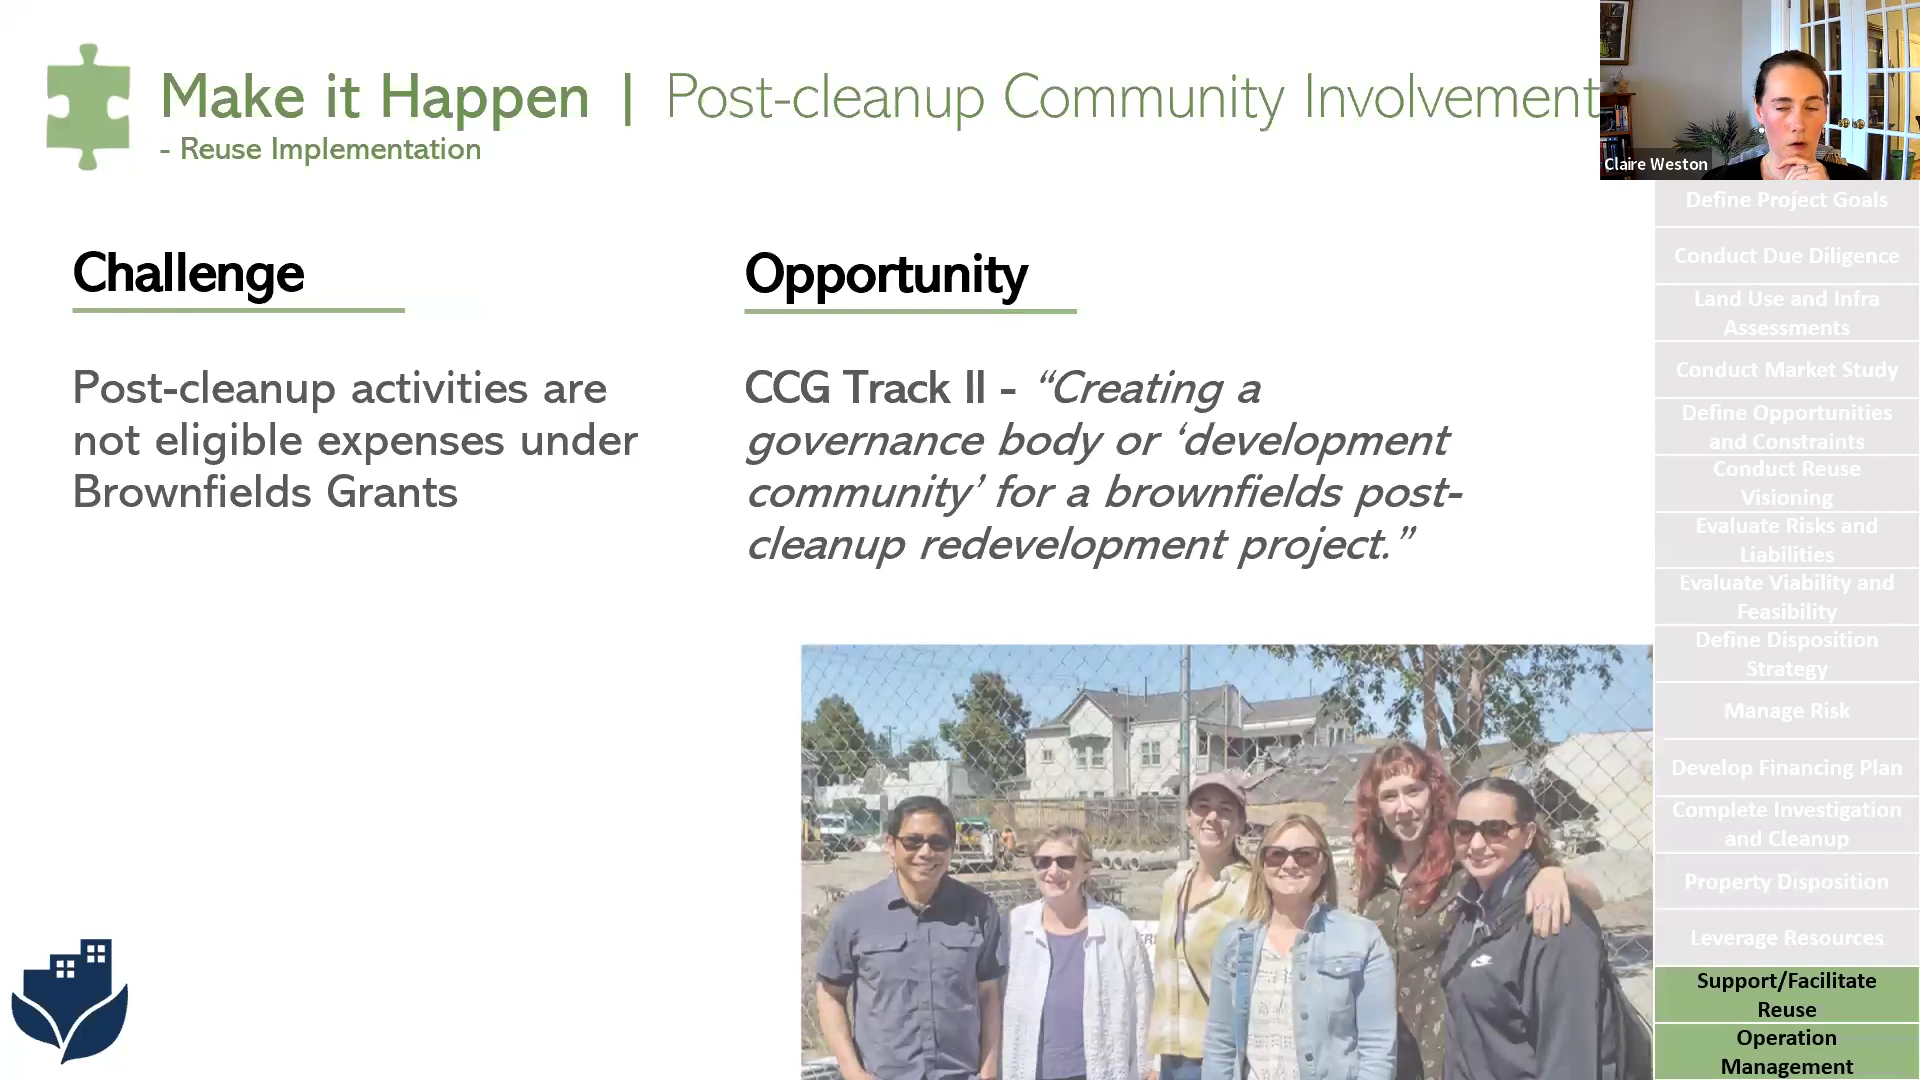 Make it Happen | Post-cleanup Community Involvement
- Reuse Implementation
Claire Weston
Challenge
Post-cleanup activities are
not eligible expenses under
Brownfields Grants
Opportunity
CCG Track II - “Creating a
governance body or ‘development
community’ for a brownfields post-
cleanup redevelopment project.”
Define Project Goals
Conduct Due Diligence
Land Use and Infra
Assessments
Conduct Market Study
Define Opportunities
and Constraints
Conduct Reuse
Visioning
Evaluate Risks and
Liabilities
Evaluate Viability and
Feasibility
Define Disposition
Strategy
Manage Risk
Develop Financing Plan
Complete Investigation
and Cleanup
Property Disposition
Leverage Resources
Support/Facilitate
Reuse
Operation
Management